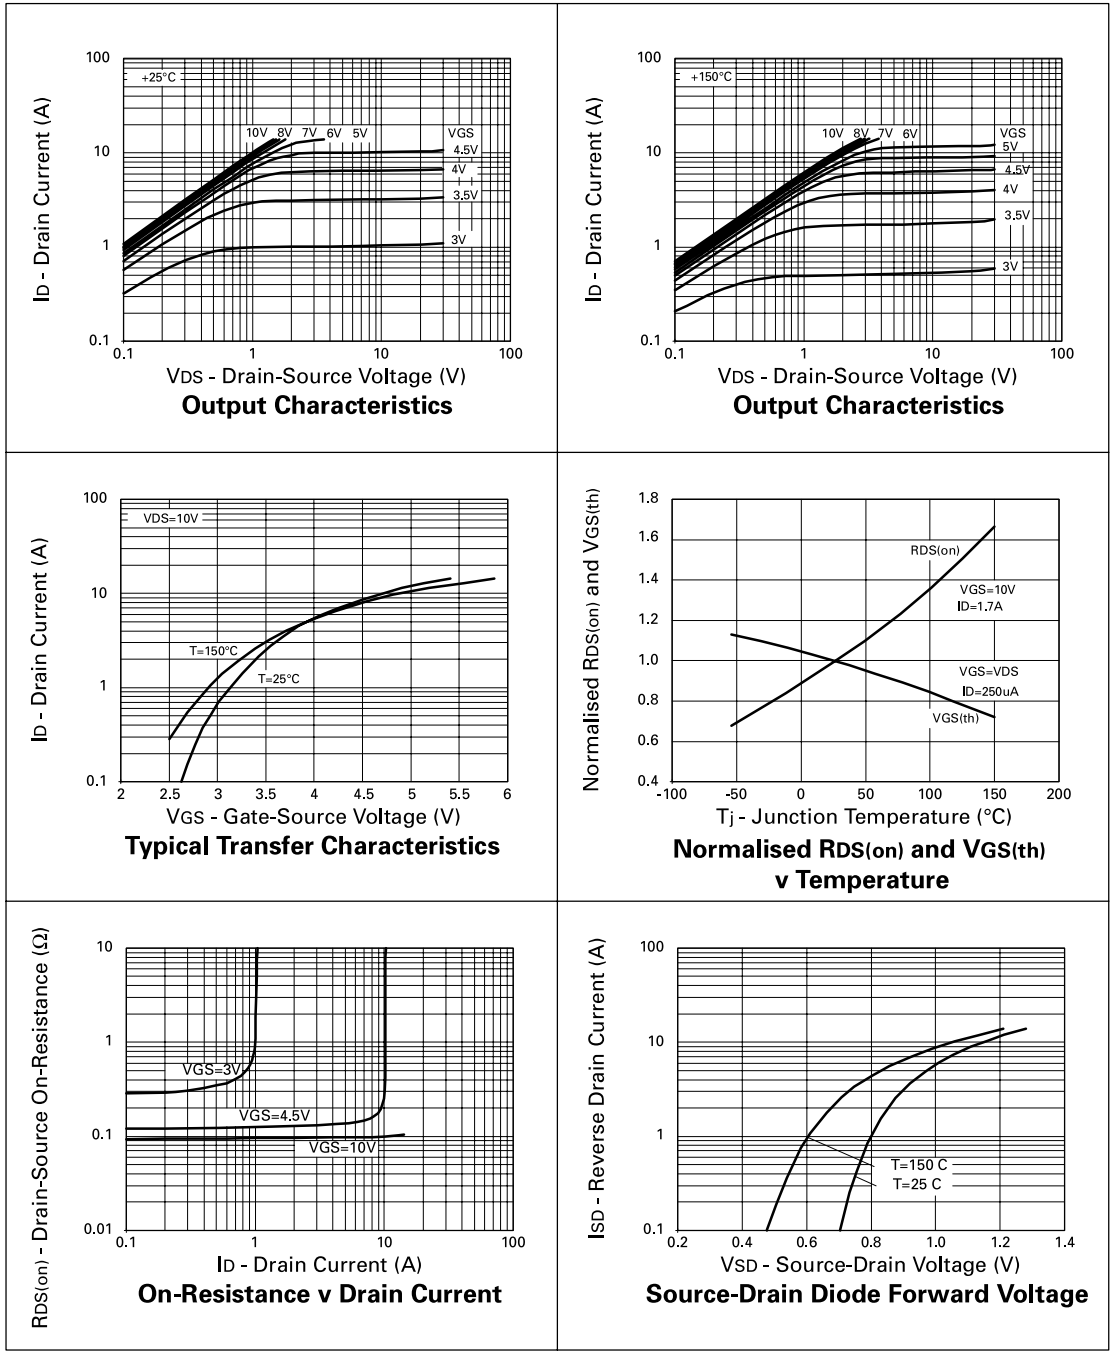 100
10
1
0.1
+25°C
10V 8V 7V 6V 5V
VGS
4.5V
4V
3.5V
3V
0.1 1 10 100
ID - Drain Current (A)
VDS - Drain-Source Voltage (V)
Output Characteristics
100
10
1
0.1
+150°C
10V 8V 7V 6V
VGS
5V
4.5V
4V
3.5V
3V
0.1 1 10 100
ID - Drain Current (A)
VDS - Drain-Source Voltage (V)
Output Characteristics
100
10
1
0.1
VDS=10V
T=150°C
T=25°C
2 2.5 3 3.5 4 4.5 5 5.5 6
ID - Drain Current (A)
VGS - Gate-Source Voltage (V)
Typical Transfer Characteristics
1.8
1.6
1.4
1.2
1.0
0.8
0.6
0.4
RDS(on)
VGS=10V
ID=1.7A
VGS=VDS
ID=250uA
VGS(th)
-100 -50 0 50 100 150 200
Normalised RDS(on) and VGS(th)
Tj - Junction Temperature (°C)
Normalised RDS(on) and VGS(th)
v Temperature
10
1
0.1
0.01
VGS=3V
VGS=4.5V
VGS=10V
0.1 1 10 100
RDS(on) - Drain-Source On-Resistance (Ω)
ID - Drain Current (A)
On-Resistance v Drain Current
100
10
1
0.1
T=150 C
T=25 C
0.2 0.4 0.6 0.8 1.0 1.2 1.4
ISD - Reverse Drain Current (A)
VSD - Source-Drain Voltage (V)
Source-Drain Diode Forward Voltage